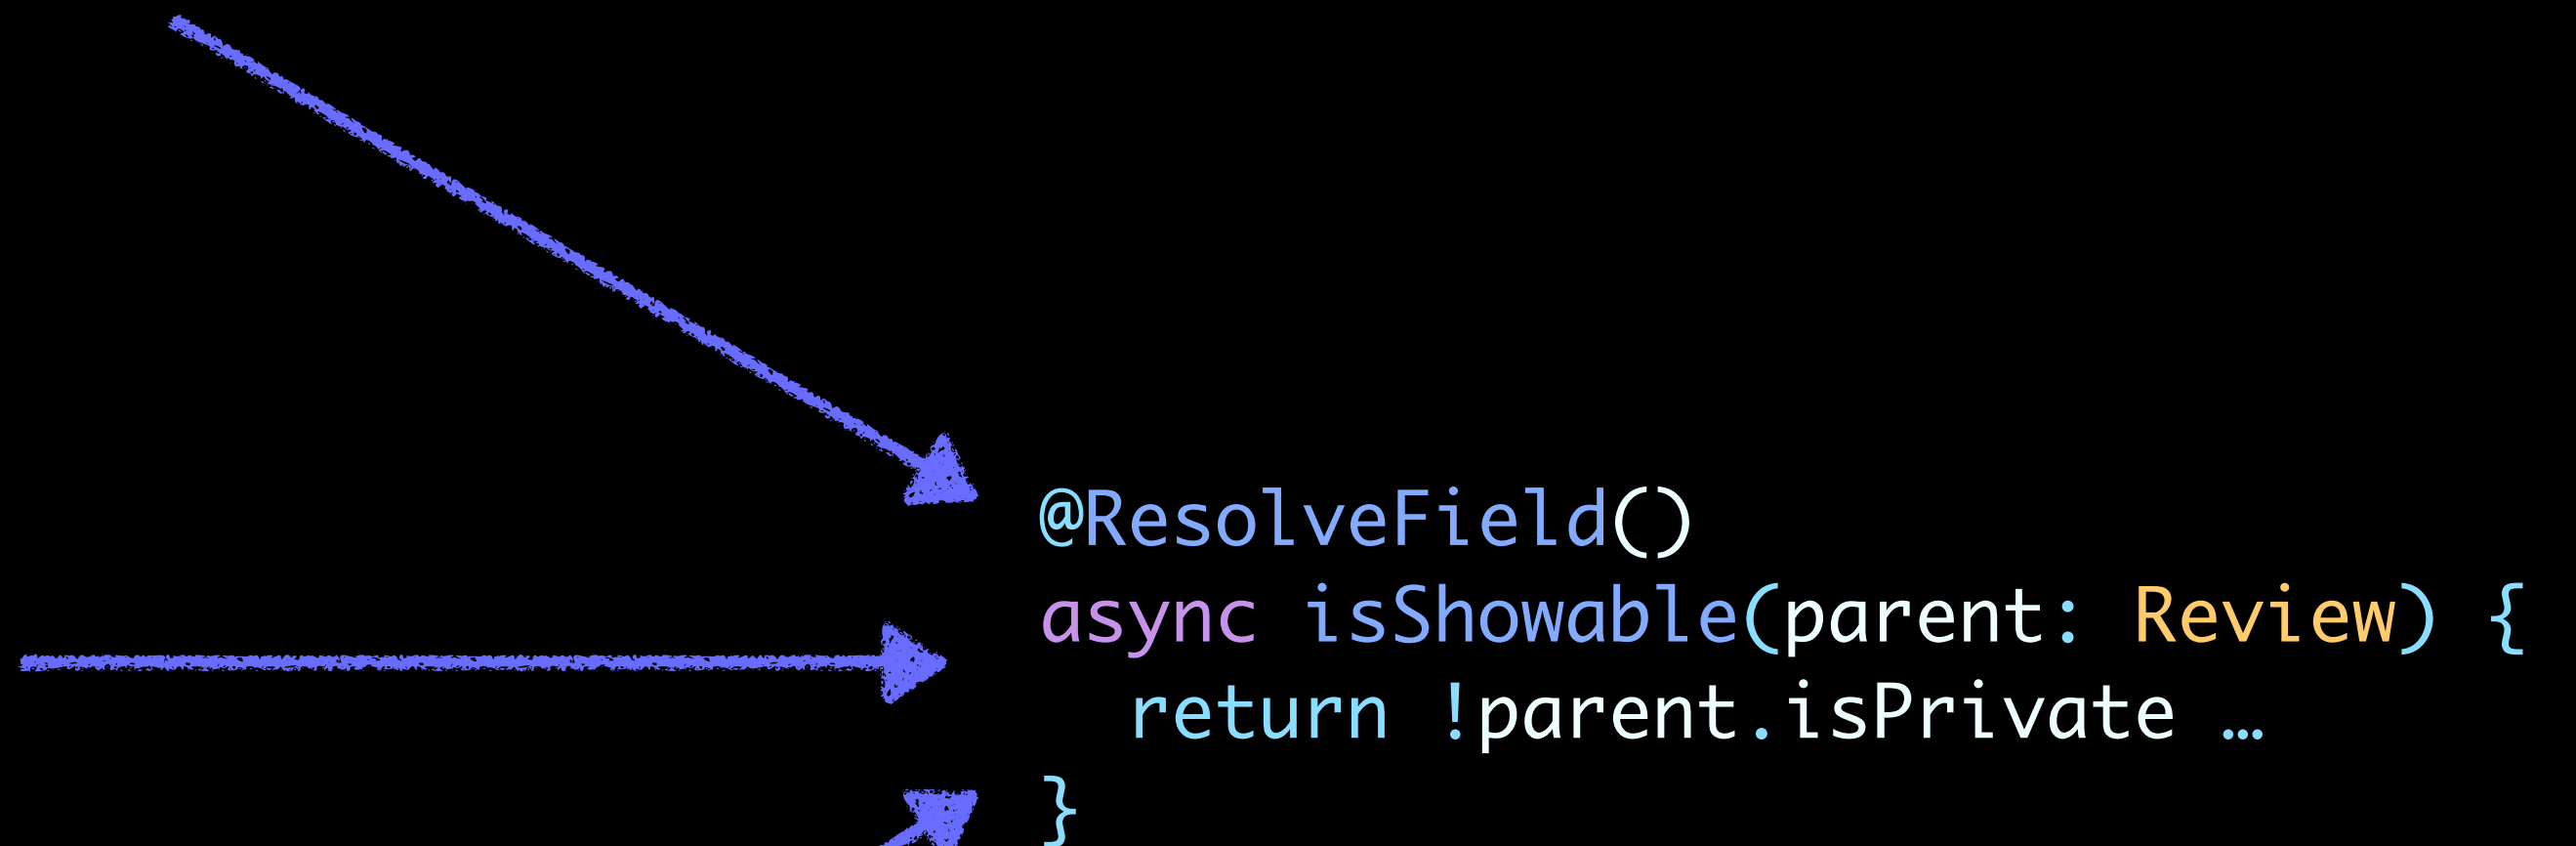 @ResolveField()
async isShowable(parent: Review) {
  return !parent.isPrivate …
}